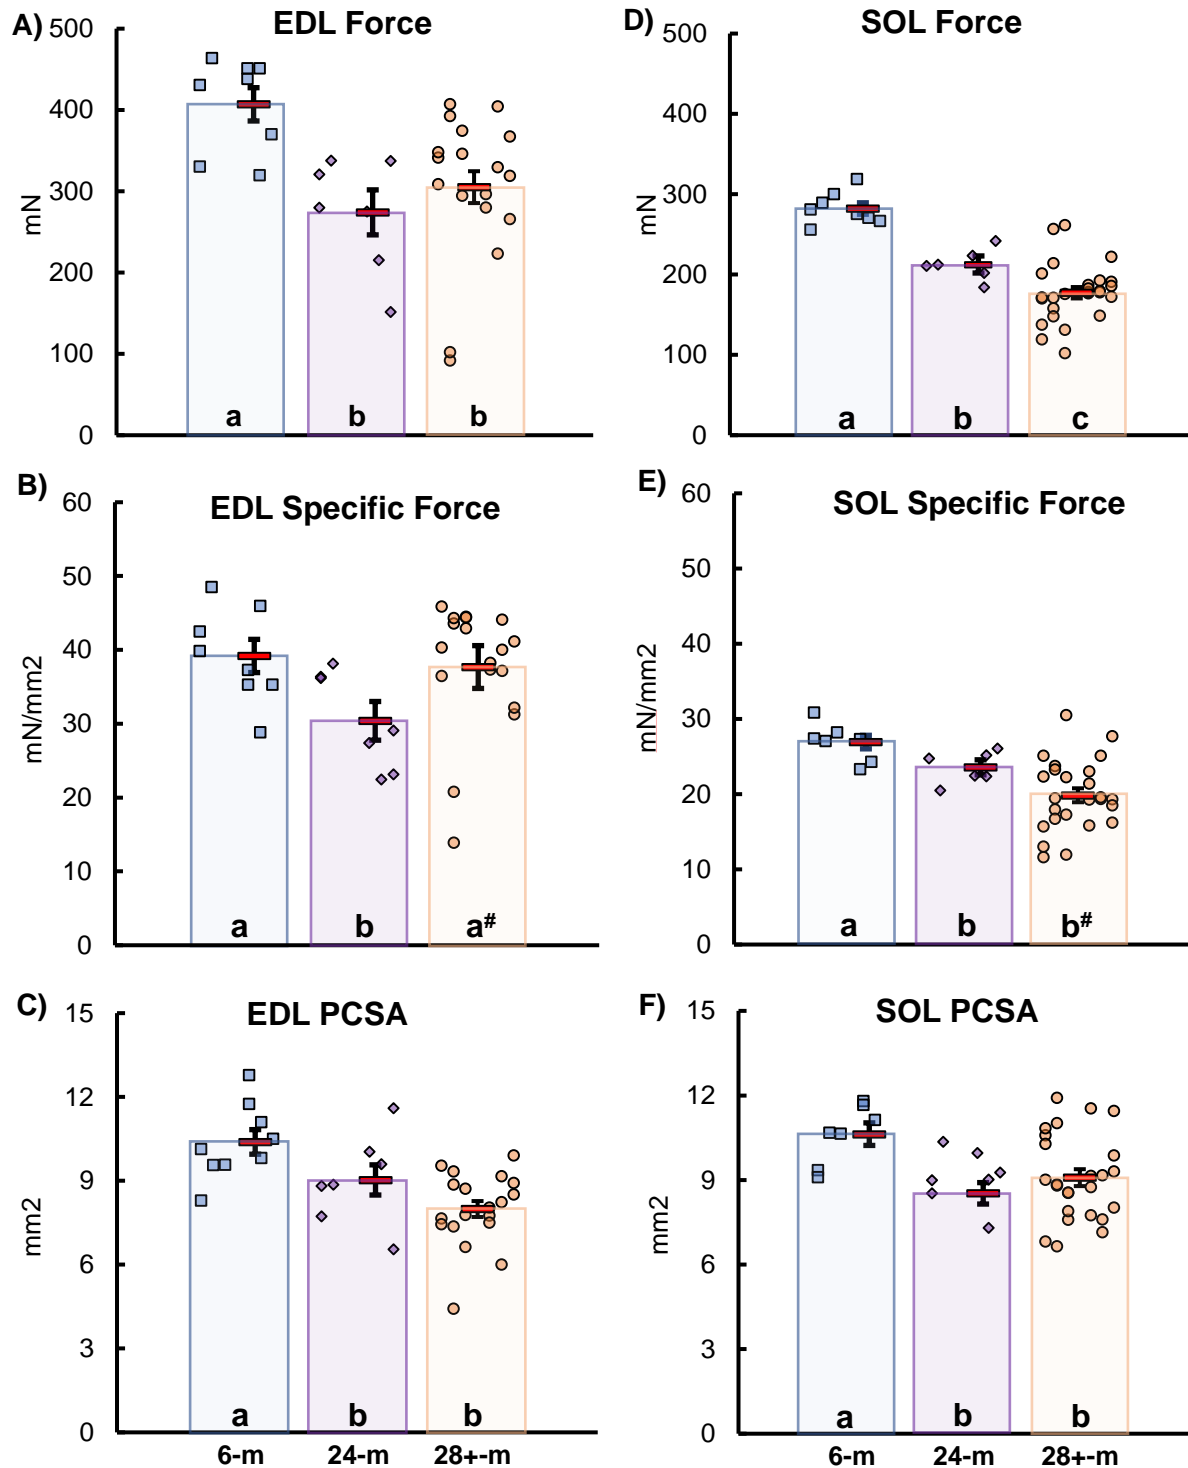 A)
EDL Force
500
400
300
200
100
0
mN
a
b
b
D)
SOL Force
500
400
300
200
100
0
mN
a
b
c
B)
EDL Specific Force
60
50
40
30
20
10
0
mN/mm2
a
b
a#
E)
SOL Specific Force
60
50
40
30
20
10
0
mN/mm2
a
b
b#
C)
EDL PCSA
15
12
9
6
3
0
mm2
a
b
b
6-m
24-m
28+-m
F)
SOL PCSA
15
12
9
6
3
0
mm2
a
b
b
6-m
24-m
28+-m